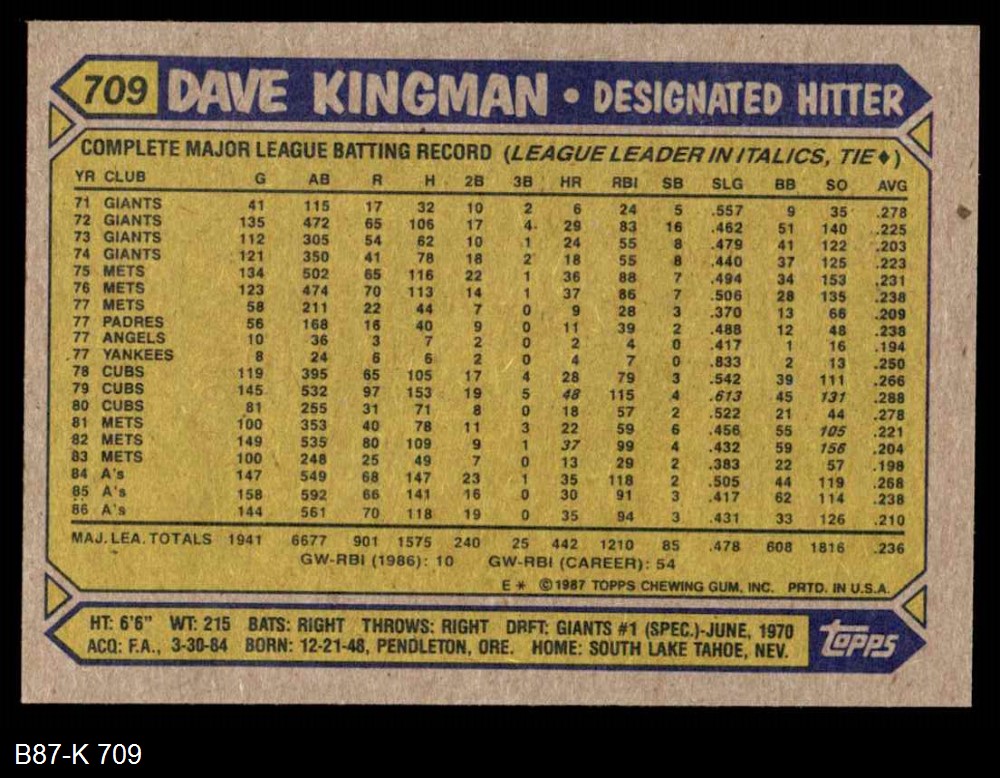 709 DAVE KINGMAN • DESIGNATED HITTER
COMPLETE MAJOR LEAGUE BATTING RECORD (LEAGUE LEADER IN ITALICS, TIE♦)
YR CLUB G AB R H 2B 3B HR RBI SB SLG BB SO AVG
71 GIANTS 41 115 17 32 10 2 6 24 5 .557 9 35 .278
72 GIANTS 135 472 65 106 17 4 29 83 16 .462 51 140 .225
73 GIANTS 112 305 54 62 10 1 24 55 8 .479 41 122 .203
74 GIANTS 121 350 41 78 18 2 18 55 8 .440 37 125 .223
75 METS 134 502 65 116 22 1 36 88 7 .494 34 153 .231
76 METS 123 474 70 113 14 1 37 86 7 .506 28 135 .238
77 METS 58 211 22 44 7 0 9 28 3 .370 13 66 .209
77 PADRES 56 168 16 40 9 0 11 39 2 .488 12 48 .238
77 ANGELS 10 36 3 7 2 0 2 4 0 .417 1 16 .194
77 YANKEES 8 24 6 6 2 0 4 7 0 .833 2 13 .250
78 CUBS 119 395 65 105 17 4 28 79 3 .542 39 111 .266
79 CUBS 145 532 97 153 19 5 48 115 4 .613 45 131 .288
80 CUBS 81 255 31 71 8 0 18 57 2 .522 21 44 .278
81 METS 100 353 40 78 11 3 22 59 6 .456 55 105 .221
82 METS 149 535 80 109 9 1 37 99 4 .432 59 156 .204
83 METS 100 248 25 49 7 0 13 29 2 .383 22 57 .198
84 A's 147 549 68 147 23 1 35 118 2 .505 44 119 .268
85 A's 158 592 66 141 16 0 30 91 3 .417 62 114 .238
86 A's 144 561 70 118 19 0 35 94 3 .431 33 126 .210
MAJ. LEA. TOTALS 1941 6677 901 1575 240 25 442 1210 85 .478 608 1816 .236
GW-RBI (1986): 10 GW-RBI (CAREER): 54
E* ©1987 TOPPS CHEWING GUM, INC. PRTD. IN U.S.A.
HT: 6'6" WT: 215 BATS: RIGHT THROWS: RIGHT DRFT: GIANTS #1 (SPEC.)-JUNE, 1970
ACQ: F.A., 3-30-84 BORN: 12-21-48, PENDLETON, ORE. HOME: SOUTH LAKE TAHOE, NEV.
topps
B87-K 709